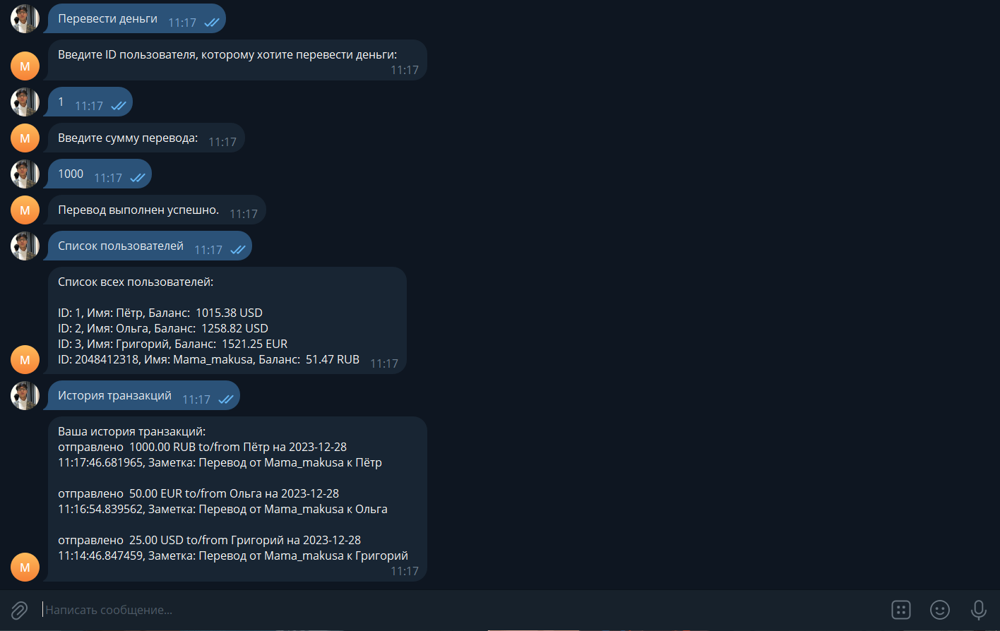 Перевести деньги 11:17
М
Введите ID пользователя, которому хотите перевести деньги:
11:17
1 11:17
М
Введите сумму перевода: 11:17
1000 11:17
М
Перевод выполнен успешно. 11:17
Список пользователей 11:17
Список всех пользователей:
ID: 1, Имя: Пётр, Баланс:  1015.38 USD
ID: 2, Имя: Ольга, Баланс:  1258.82 USD
ID: 3, Имя: Григорий, Баланс:  1521.25 EUR
ID: 2048412318, Имя: Mama_makusa, Баланс:  51.47 RUB 11:17
М
История транзакций 11:17
Ваша история транзакций:
отправлено  1000.00 RUB to/from Пётр на 2023-12-28
11:17:46.681965, Заметка: Перевод от Mama_makusa к Пётр
отправлено  50.00 EUR to/from Ольга на 2023-12-28
11:16:54.839562, Заметка: Перевод от Mama_makusa к Ольга
отправлено  25.00 USD to/from Григорий на 2023-12-28
11:14:46.847459, Заметка: Перевод от Mama_makusa к Григорий
М
11:17
Написать сообщение...